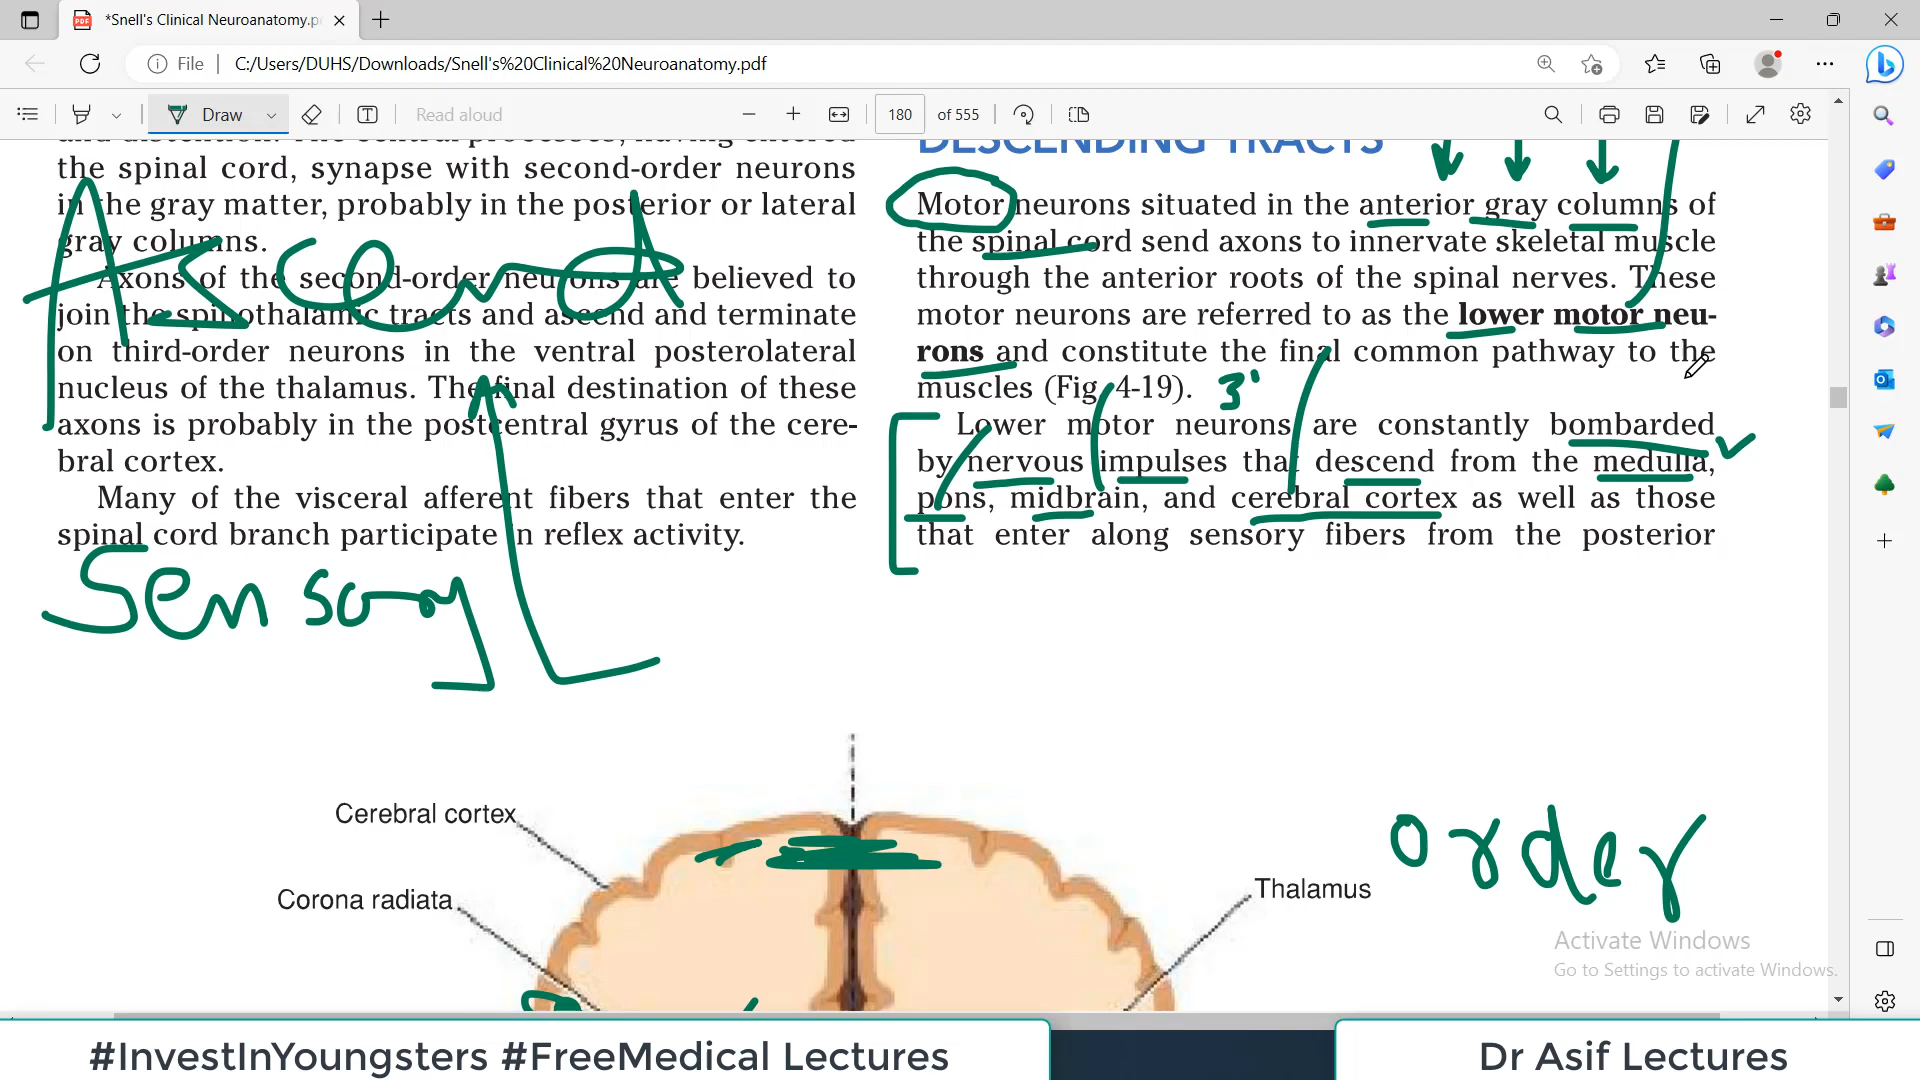 *Snell's Clinical Neuroanatomy.p
File
C:/Users/DUHS/Downloads/Snell's%20Clinical%20Neuroanatomy.pdf
Draw
Read aloud
180
of 555
the spinal cord, synapse with second-order neurons
in the gray matter, probably in the posterior or lateral
gray columns.
Axons of the second-order neurons are believed to
join the spinothalamic tracts and ascend and terminate
on third-order neurons in the ventral posterolateral
nucleus of the thalamus. The final destination of these
axons is probably in the postcentral gyrus of the cere-
bral cortex.
Many of the visceral afferent fibers that enter the
spinal cord branch participate in reflex activity.
Ascend
Sensory
DESCENDING TRACTS
Motor neurons situated in the anterior gray columns of
the spinal cord send axons to innervate skeletal muscle
through the anterior roots of the spinal nerves. These
motor neurons are referred to as the lower motor neu-
rons and constitute the final common pathway to the
muscles (Fig. 4-19).
3°
Lower motor neurons are constantly bombarded
by nervous impulses that descend from the medulla,
pons, midbrain, and cerebral cortex as well as those
that enter along sensory fibers from the posterior
Cerebral cortex
Corona radiata
Thalamus
order
Activate Windows
Go to Settings to activate Windows.
#InvestInYoungsters #FreeMedical Lectures
Dr Asif Lectures